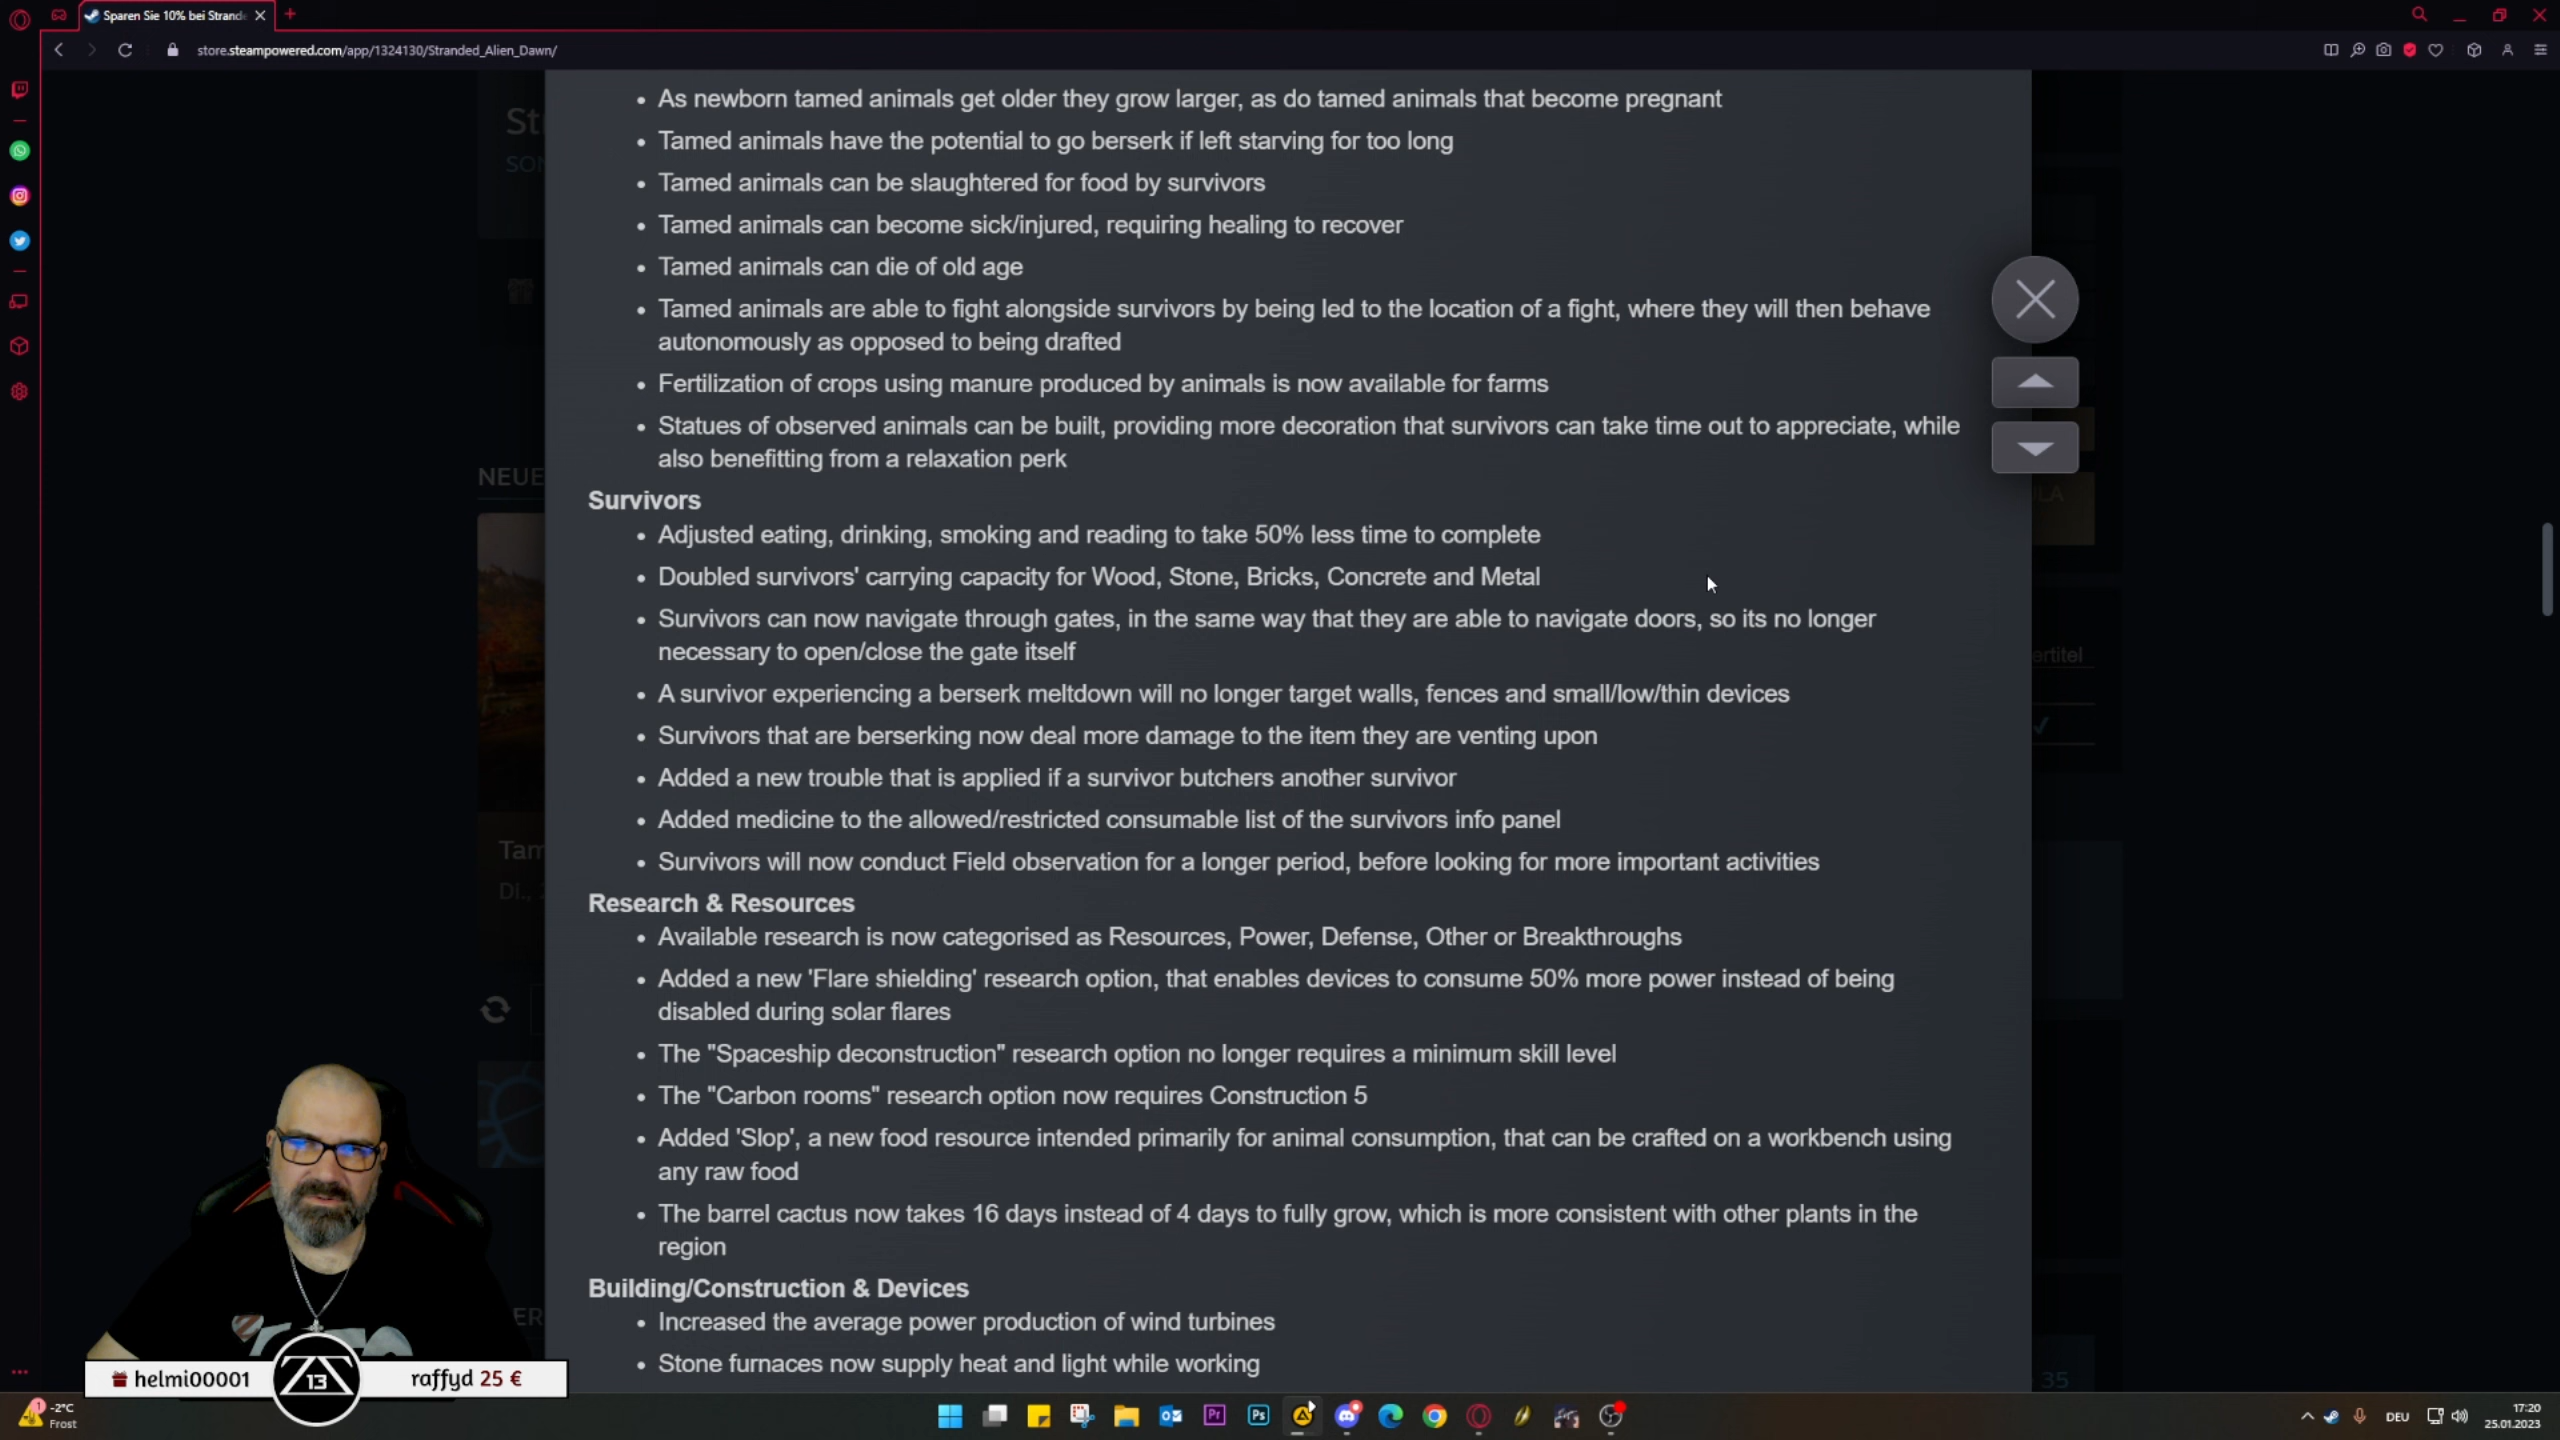 Sparen Sie 10% bei Strande
store.steampowered.com/app/1324130/Stranded_Alien_Dawn/
• As newborn tamed animals get older they grow larger, as do tamed animals that become pregnant
• Tamed animals have the potential to go berserk if left starving for too long
• Tamed animals can be slaughtered for food by survivors
• Tamed animals can become sick/injured, requiring healing to recover
• Tamed animals can die of old age
• Tamed animals are able to fight alongside survivors by being led to the location of a fight, where they will then behave
autonomously as opposed to being drafted
• Fertilization of crops using manure produced by animals is now available for farms
• Statues of observed animals can be built, providing more decoration that survivors can take time out to appreciate, while
also benefitting from a relaxation perk
NEUE
Survivors
• Adjusted eating, drinking, smoking and reading to take 50% less time to complete
• Doubled survivors' carrying capacity for Wood, Stone, Bricks, Concrete and Metal
• Survivors can now navigate through gates, in the same way that they are able to navigate doors, so its no longer
necessary to open/close the gate itself
ertitel
• A survivor experiencing a berserk meltdown will no longer target walls, fences and small/low/thin devices
• Survivors that are berserking now deal more damage to the item they are venting upon
• Added a new trouble that is applied if a survivor butchers another survivor
• Added medicine to the allowed/restricted consumable list of the survivors info panel
• Survivors will now conduct Field observation for a longer period, before looking for more important activities
Tam
Di.,
Research & Resources
• Available research is now categorised as Resources, Power, Defense, Other or Breakthroughs
• Added a new 'Flare shielding' research option, that enables devices to consume 50% more power instead of being
disabled during solar flares
• The "Spaceship deconstruction" research option no longer requires a minimum skill level
• The "Carbon rooms" research option now requires Construction 5
• Added 'Slop', a new food resource intended primarily for animal consumption, that can be crafted on a workbench using
any raw food
• The barrel cactus now takes 16 days instead of 4 days to fully grow, which is more consistent with other plants in the
region
Building/Construction & Devices
• Increased the average power production of wind turbines
• Stone furnaces now supply heat and light while working
ER
35
helmi00001
13
raffyd 25 €
1
-2°C
Frost
Pr
Ps
DEU
17:20
25.01.2023